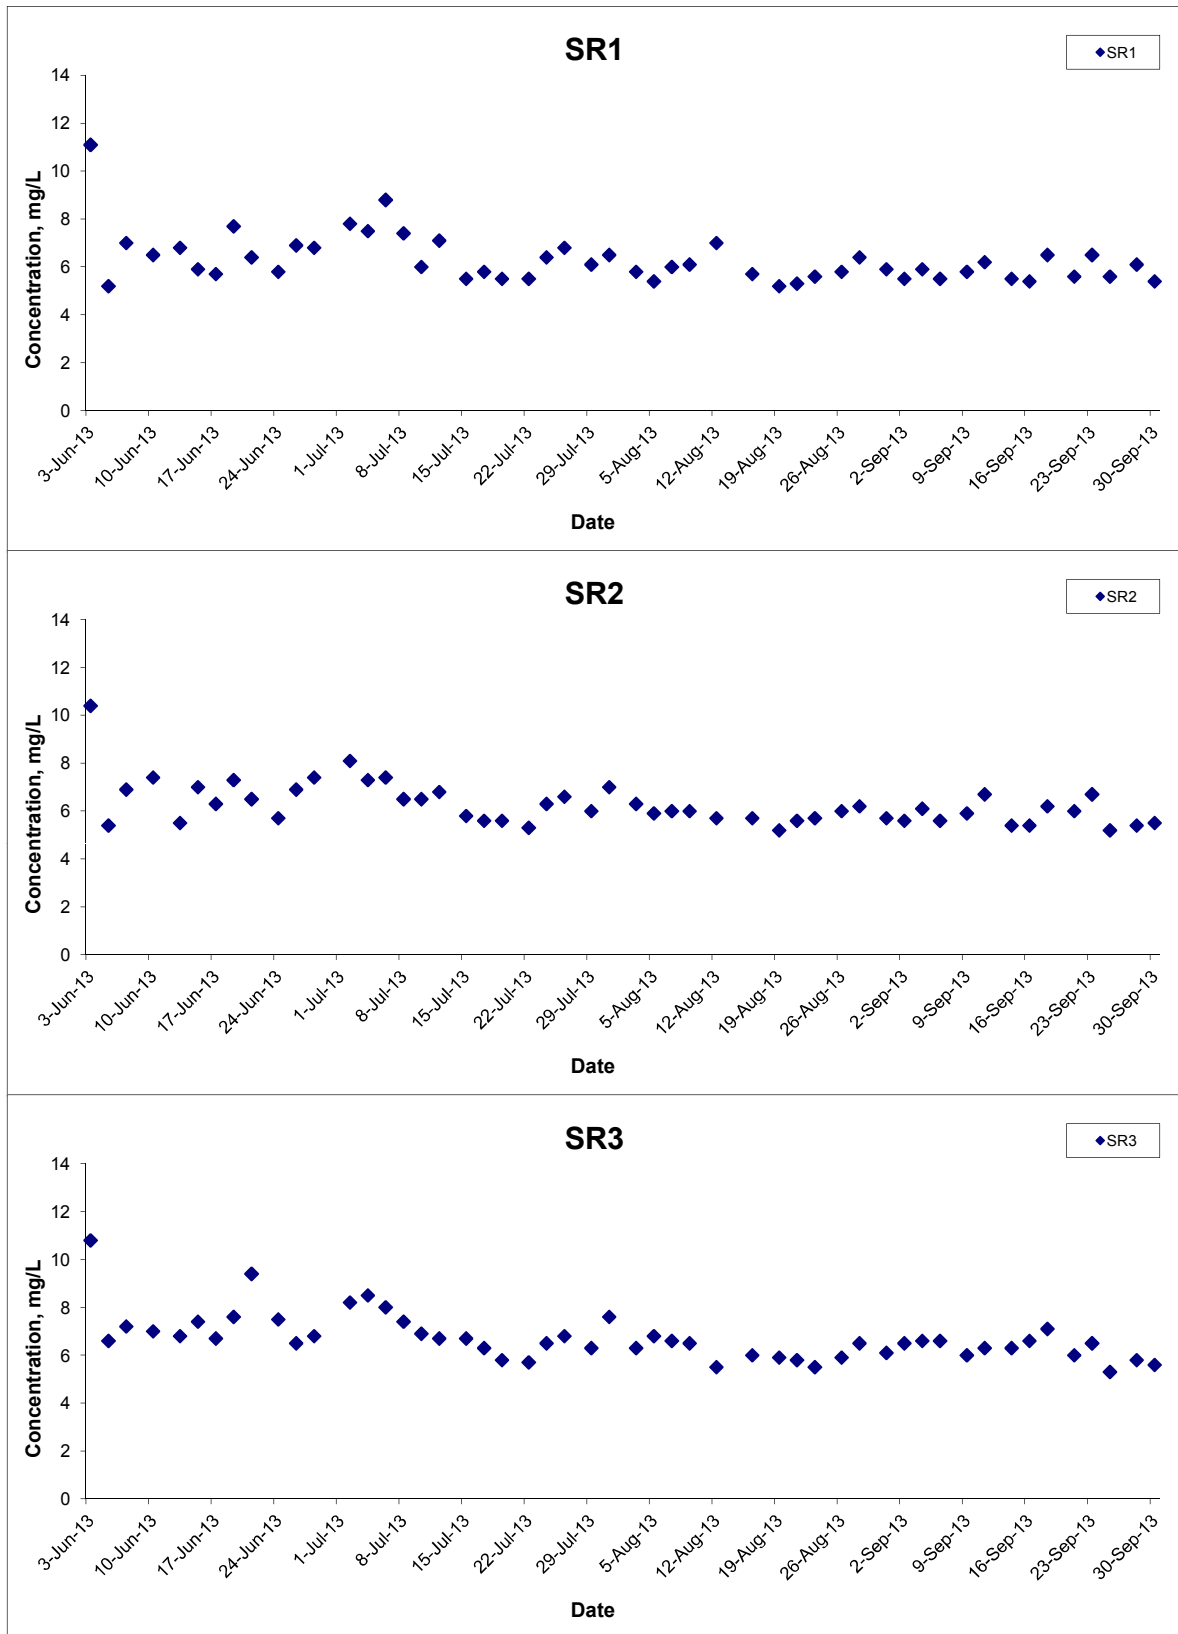 SR1
SR1
Concentration, mg/L
14
12
10
8
6
4
2
0
3-Jun-13
10-Jun-13
17-Jun-13
24-Jun-13
1-Jul-13
8-Jul-13
15-Jul-13
22-Jul-13
29-Jul-13
5-Aug-13
12-Aug-13
19-Aug-13
26-Aug-13
2-Sep-13
9-Sep-13
16-Sep-13
23-Sep-13
30-Sep-13
Date
SR2
SR2
Concentration, mg/L
14
12
10
8
6
4
2
0
3-Jun-13
10-Jun-13
17-Jun-13
24-Jun-13
1-Jul-13
8-Jul-13
15-Jul-13
22-Jul-13
29-Jul-13
5-Aug-13
12-Aug-13
19-Aug-13
26-Aug-13
2-Sep-13
9-Sep-13
16-Sep-13
23-Sep-13
30-Sep-13
Date
SR3
SR3
Concentration, mg/L
14
12
10
8
6
4
2
0
3-Jun-13
10-Jun-13
17-Jun-13
24-Jun-13
1-Jul-13
8-Jul-13
15-Jul-13
22-Jul-13
29-Jul-13
5-Aug-13
12-Aug-13
19-Aug-13
26-Aug-13
2-Sep-13
9-Sep-13
16-Sep-13
23-Sep-13
30-Sep-13
Date